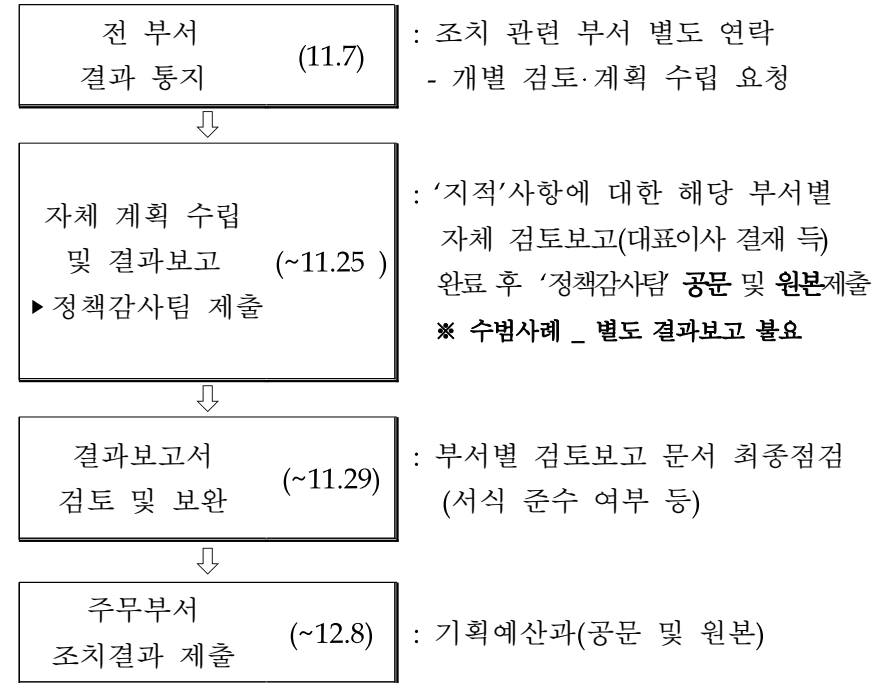 전 부서
결과 통지
(11.7)
: 조치 관련 부서 별도 연락
- 개별 검토·계획 수립 요청
⇩
자체 계획 수립
및 결과보고
▶정책감사팀 제출
(~11.25 )
: ‘지적’사항에 대한 해당 부서별
자체 검토보고(대표이사 결재 득)
완료 후 ‘정책감사팀’ 공문 및 원본제출
※ 수범사례 _ 별도 결과보고 불요
⇩
결과보고서
검토 및 보완
(~11.29)
: 부서별 검토보고 문서 최종점검
(서식 준수 여부 등)
⇩
주무부서
조치결과 제출
(~12.8)
: 기획예산과(공문 및 원본)